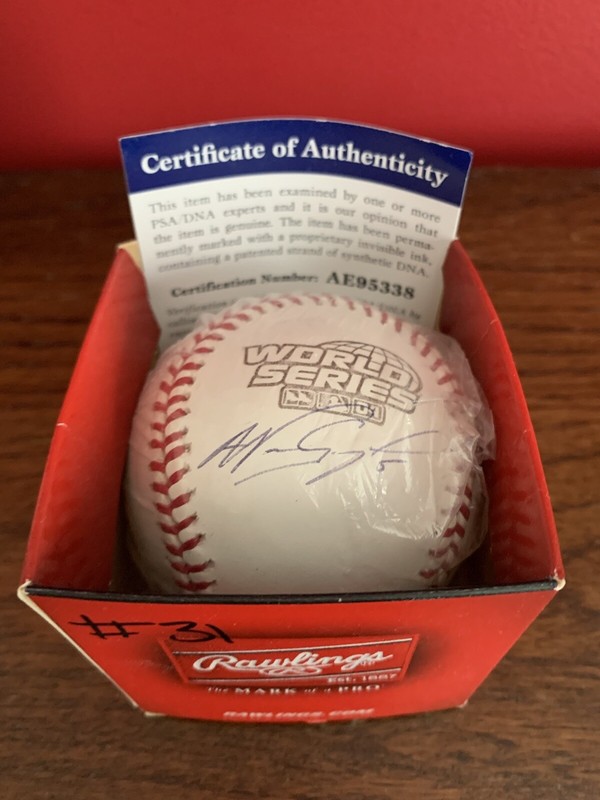 Certificate of Authenticity
This item has been examined by one or more
PSA/DNA experts and it is our opinion that
the item is genuine. The item has been perma-
nently marked with a proprietary invisible ink,
containing a patented strand of synthetic DNA.
Certification Number: AE95338
WORLD
SERIES
#31
Rawlings
EST. 1887
The MARK of a PRO
RAWLINGS.COM